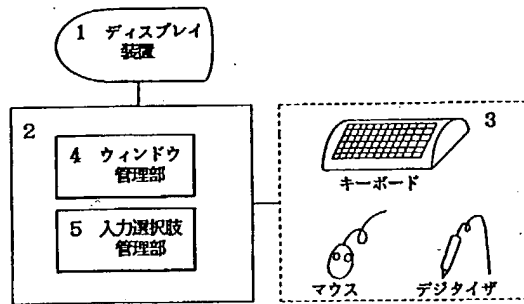 1 ディスプレイ
装置
2
4 ウィンドウ
管理部
5 入力選択肢
管理部
3
キーボード
マウス
デジタイザ